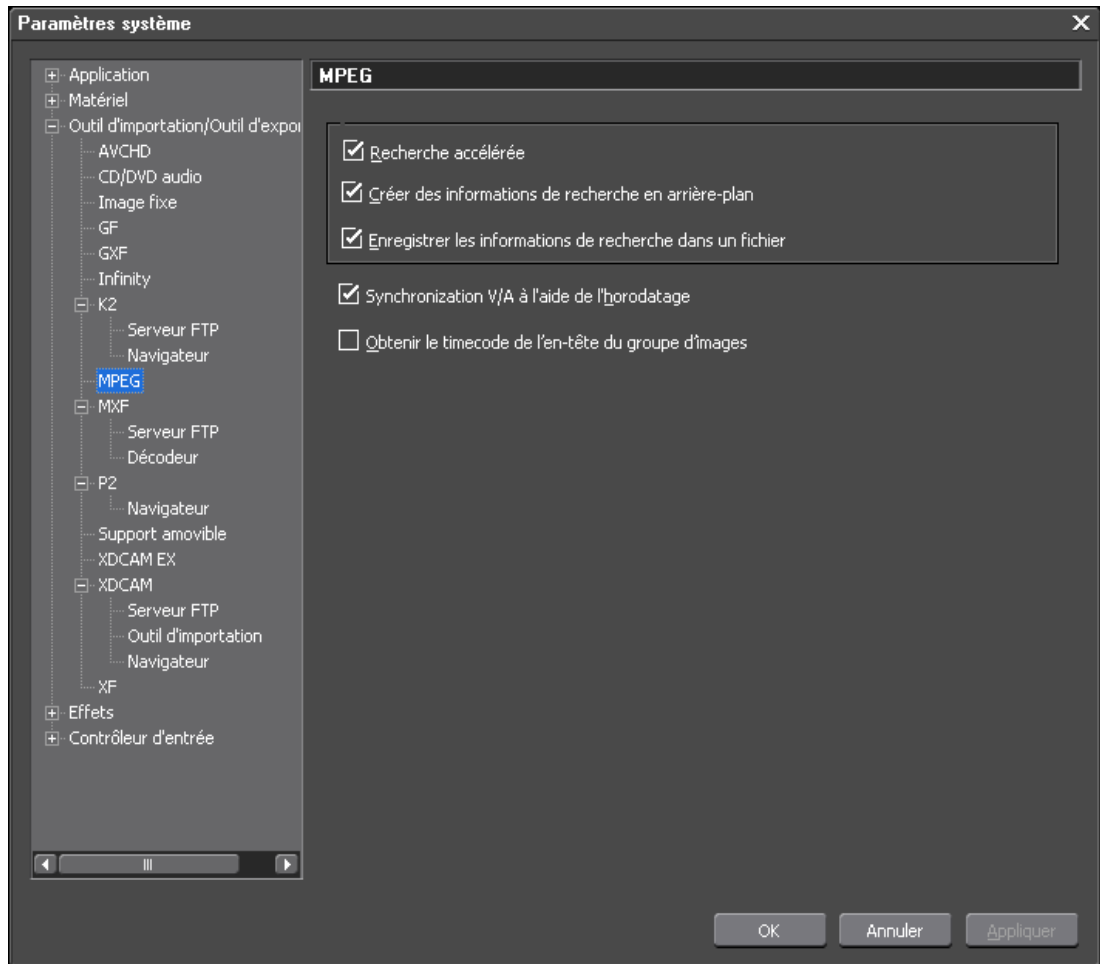 Paramètres système
X
Application
Matériel
Outil d'importation/Outil d'expor
AVCHD
CD/DVD audio
Image fixe
GF
GXF
Infinity
K2
Serveur FTP
Navigateur
MPEG
MXF
Serveur FTP
Décodeur
P2
Navigateur
Support amovible
XDCAM EX
XDCAM
Serveur FTP
Outil d'importation
Navigateur
XF
Effets
Contrôleur d'entrée
MPEG
Recherche accélérée
Créer des informations de recherche en arrière-plan
Enregistrer les informations de recherche dans un fichier
Synchronization V/A à l'aide de l'horodatage
Obtenir le timecode de l'en-tête du groupe d'images
OK
Annuler
Appliquer